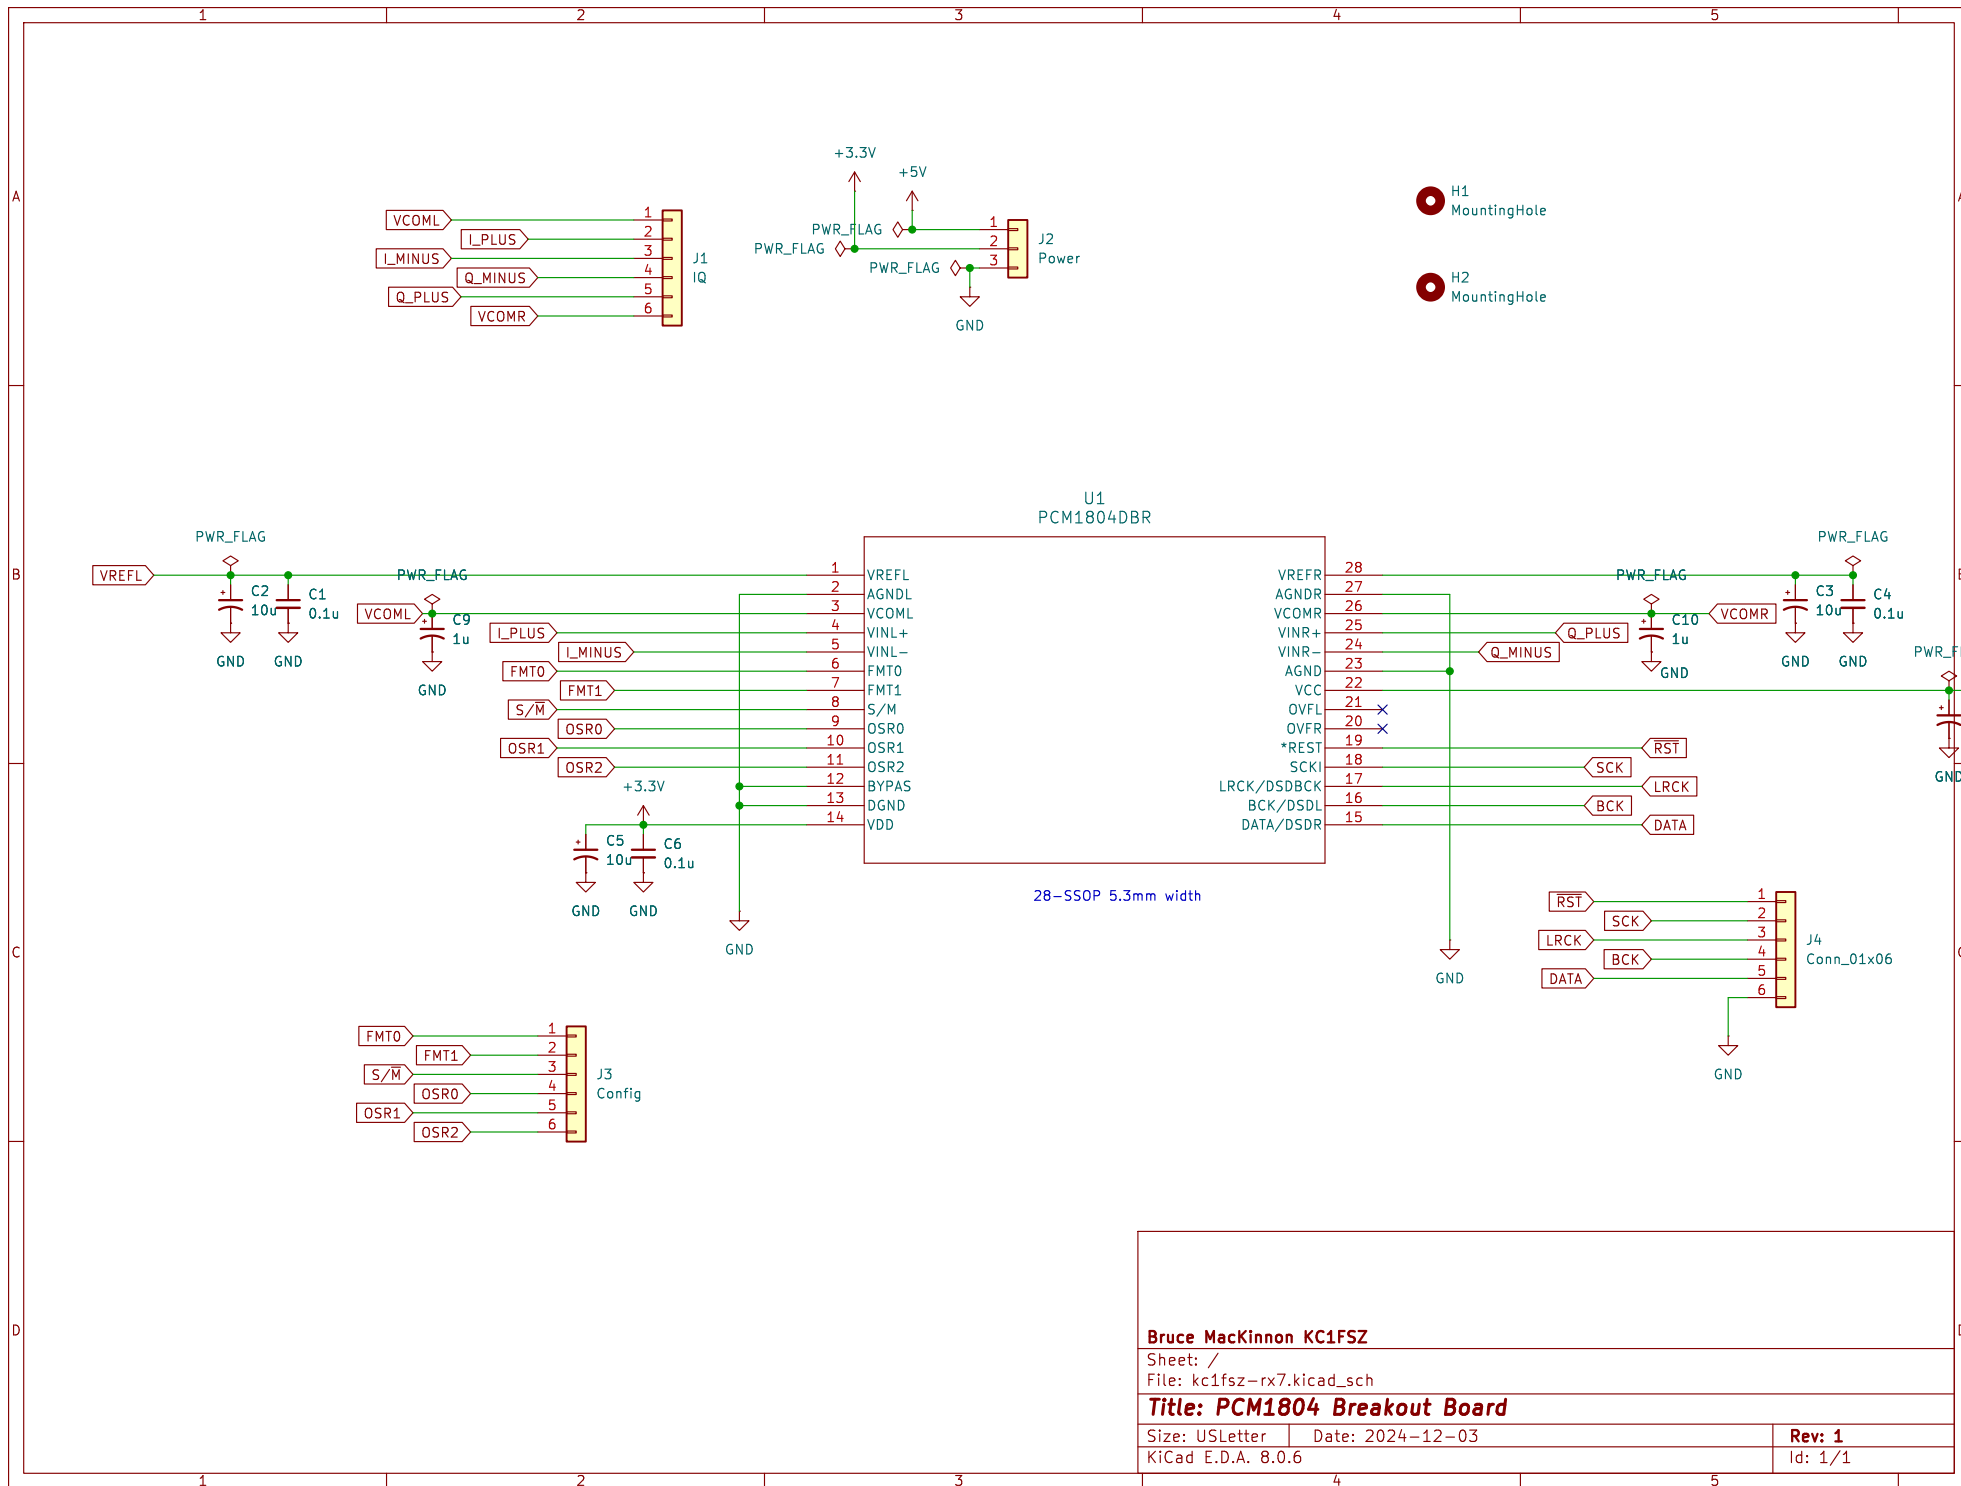 1 2 3 4 5
A
+3.3V
+5V
PWR_FLAG
PWR_FLAG
PWR_FLAG
1
2
3
J2
Power
GND
VCOML
I_PLUS
I_MINUS
Q_MINUS
Q_PLUS
VCOMR
1
2
3
4
5
6
J1
IQ
H1
MountingHole
H2
MountingHole
B
U1
PCM1804DBR
PWR_FLAG
VREFL
C2
10u
C1
0.1u
GND
GND
PWR_FLAG
VCOML
C9
1u
GND
I_PLUS
I_MINUS
FMT0
FMT1
S/M̅
OSR0
OSR1
OSR2
+3.3V
C5
10u
C6
0.1u
GND
GND
GND
1 VREFL
2 AGNDL
3 VCOML
4 VINL+
5 VINL-
6 FMT0
7 FMT1
8 S/M
9 OSR0
10 OSR1
11 OSR2
12 BYPAS
13 DGND
14 VDD
VREFR 28
AGNDR 27
VCOMR 26
VINR+ 25
VINR- 24
AGND 23
VCC 22
OVFL 21
OVFR 20
*REST 19
SCKI 18
LRCK/DSDBCK 17
BCK/DSDL 16
DATA/DSDR 15
28-SSOP 5.3mm width
PWR_FLAG
C10
1u
GND
VCOMR
Q_PLUS
Q_MINUS
PWR_FLAG
C3
10u
C4
0.1u
GND
GND
PWR_F
GND
R̅S̅T̅
SCK
LRCK
BCK
DATA
GND
C
R̅S̅T̅
SCK
LRCK
BCK
DATA
1
2
3
4
5
6
J4
Conn_01x06
GND
FMT0
FMT1
S/M̅
OSR0
OSR1
OSR2
1
2
3
4
5
6
J3
Config
D
Bruce MacKinnon KC1FSZ
Sheet: /
File: kc1fsz-rx7.kicad_sch
Title: PCM1804 Breakout Board
Size: USLetter Date: 2024-12-03 Rev: 1
KiCad E.D.A. 8.0.6 Id: 1/1
1 2 3 4 5